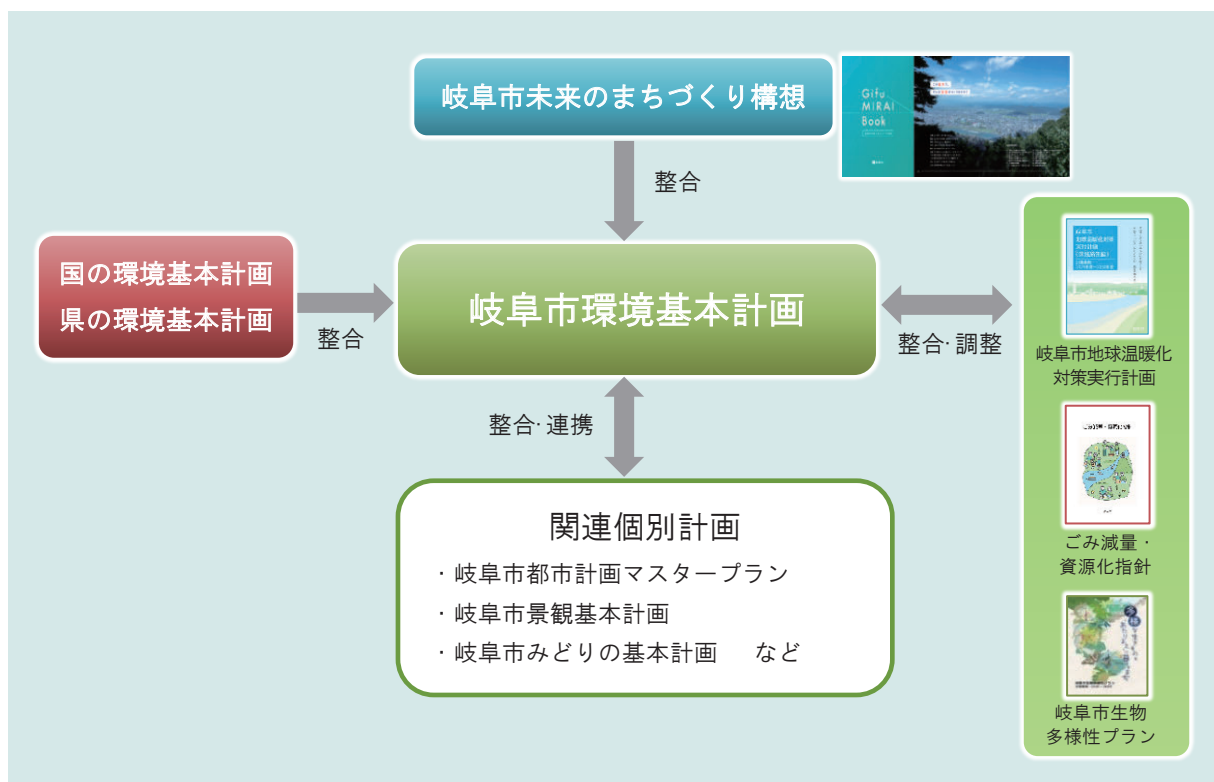 岐阜市未来のまちづくり構想
Gifu
MIRAI
Book
整合
国の環境基本計画
県の環境基本計画
整合
岐阜市環境基本計画
整合・調整
岐阜市地球温暖化
対策実行計画
ごみ減量・
資源化指針
岐阜市生物
多様性プラン
整合・連携
関連個別計画
・岐阜市都市計画マスタープラン
・岐阜市景観基本計画
・岐阜市みどりの基本計画 など